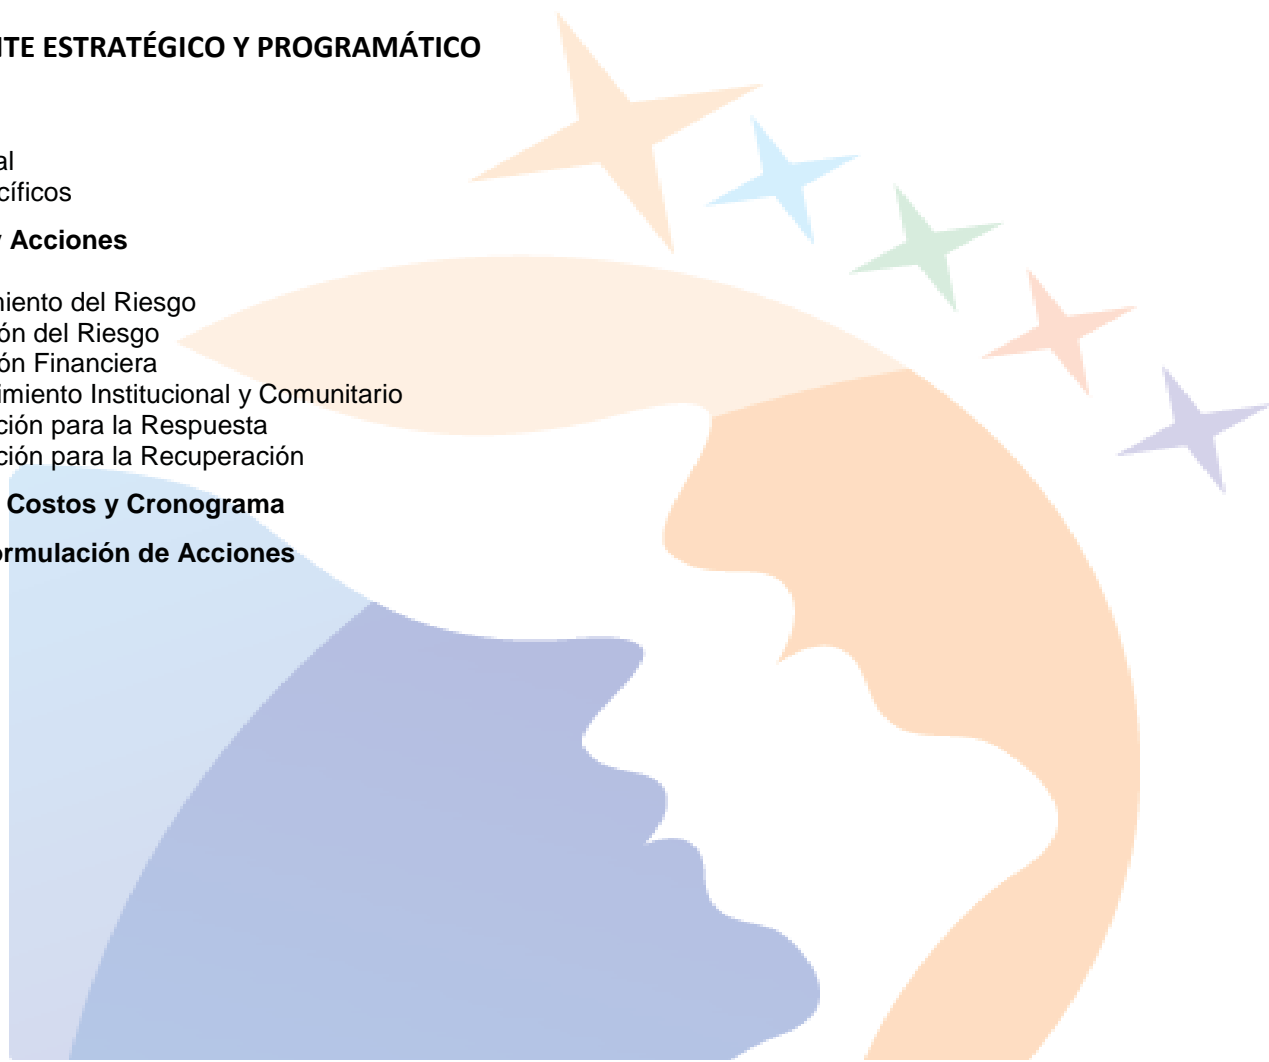 NTE ESTRATÉGICO Y PROGRAMÁTICO
al
cíficos
y Acciones
miento del Riesgo
ón del Riesgo
ón Financiera
imiento Institucional y Comunitario
ción para la Respuesta
ción para la Recuperación
Costos y Cronograma
ormulación de Acciones